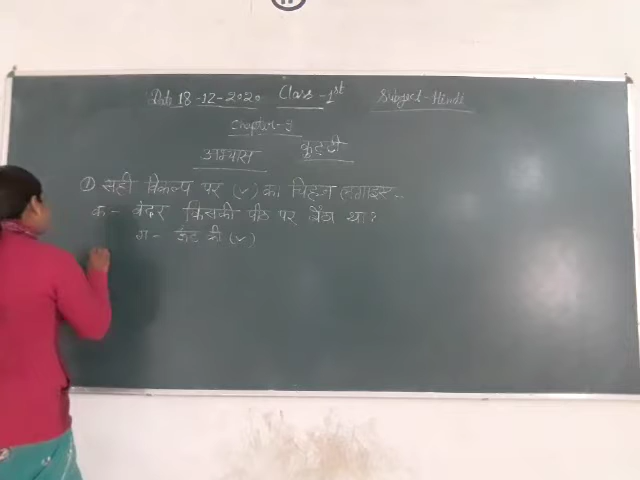 Date 18-12-2020 Class-1st Subject-Hindi
Chapter-3
अभ्यास कुट्टी
① सही विकल्प पर (✓) का चिह्न लगाइए..
क- बंदर किसकी पीठ पर बैठा था?
ग- ऊँट की (✓)